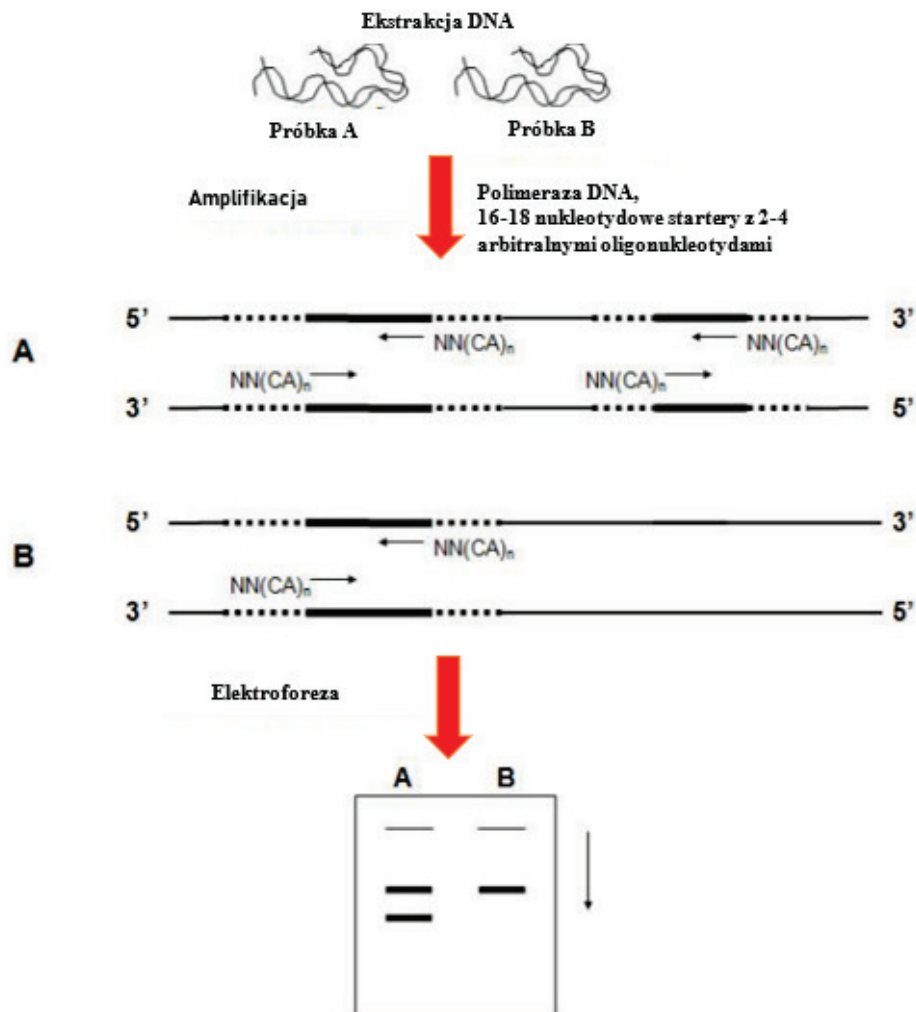 Ekstrakcja DNA
Próbka A
Próbka B
Amplifikacja
Polimeraza DNA,
16-18 nukleotydowe startery z 2-4
arbitralnymi oligonukleotydami
5’
3’
A
NN(CA)n
NN(CA)n
NN(CA)n
NN(CA)n
3’
5’
5’
3’
B
NN(CA)n
NN(CA)n
3’
5’
Elektroforeza
A
B